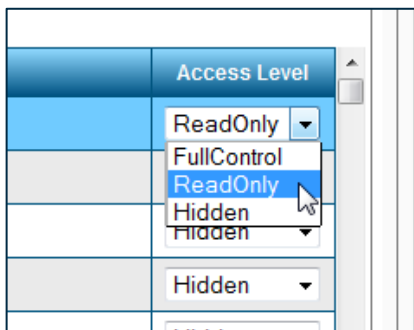 Access Level
ReadOnly
FullControl
ReadOnly
Hidden
Hidden
Hidden